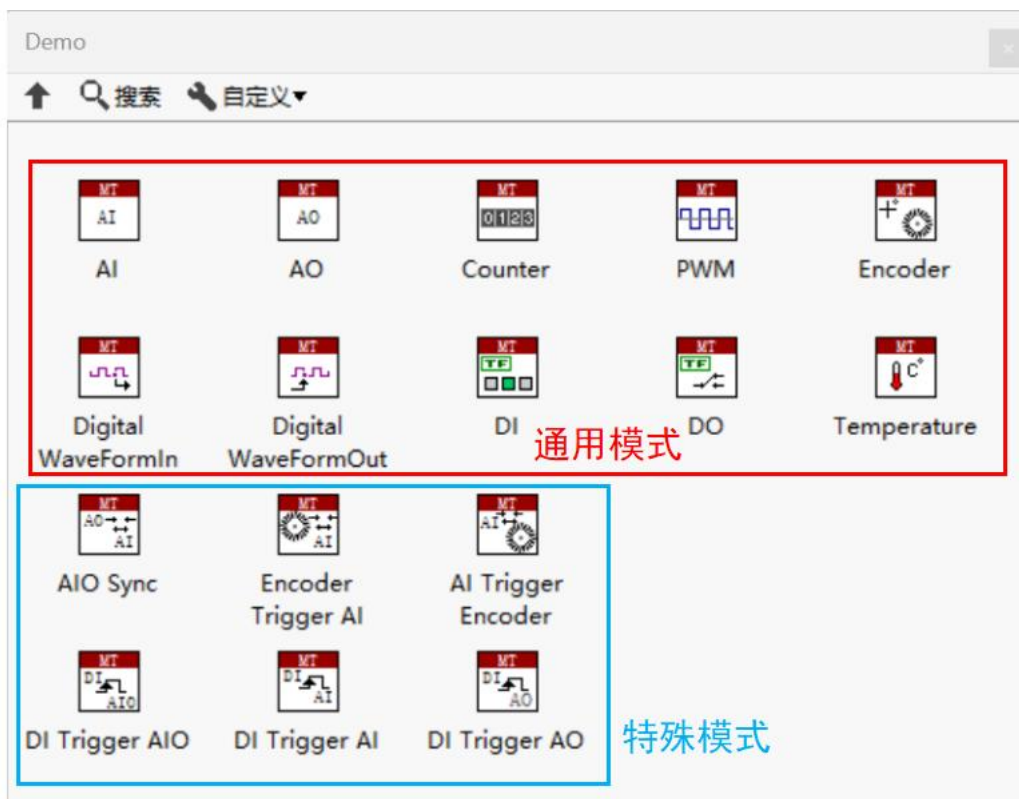 Demo
搜索 自定义
MT MT MT MT MT
AI AO 0123
AI AO Counter PWM Encoder
MT MT MT MT MT
TF TF C°
Digital WaveFormIn Digital WaveFormOut DI DO Temperature
通用模式
MT MT MT
AO AI AI AI
AIO Sync Encoder Trigger AI AI Trigger Encoder
MT MT MT
DI AIO DI AI DI AO
DI Trigger AIO DI Trigger AI DI Trigger AO
特殊模式